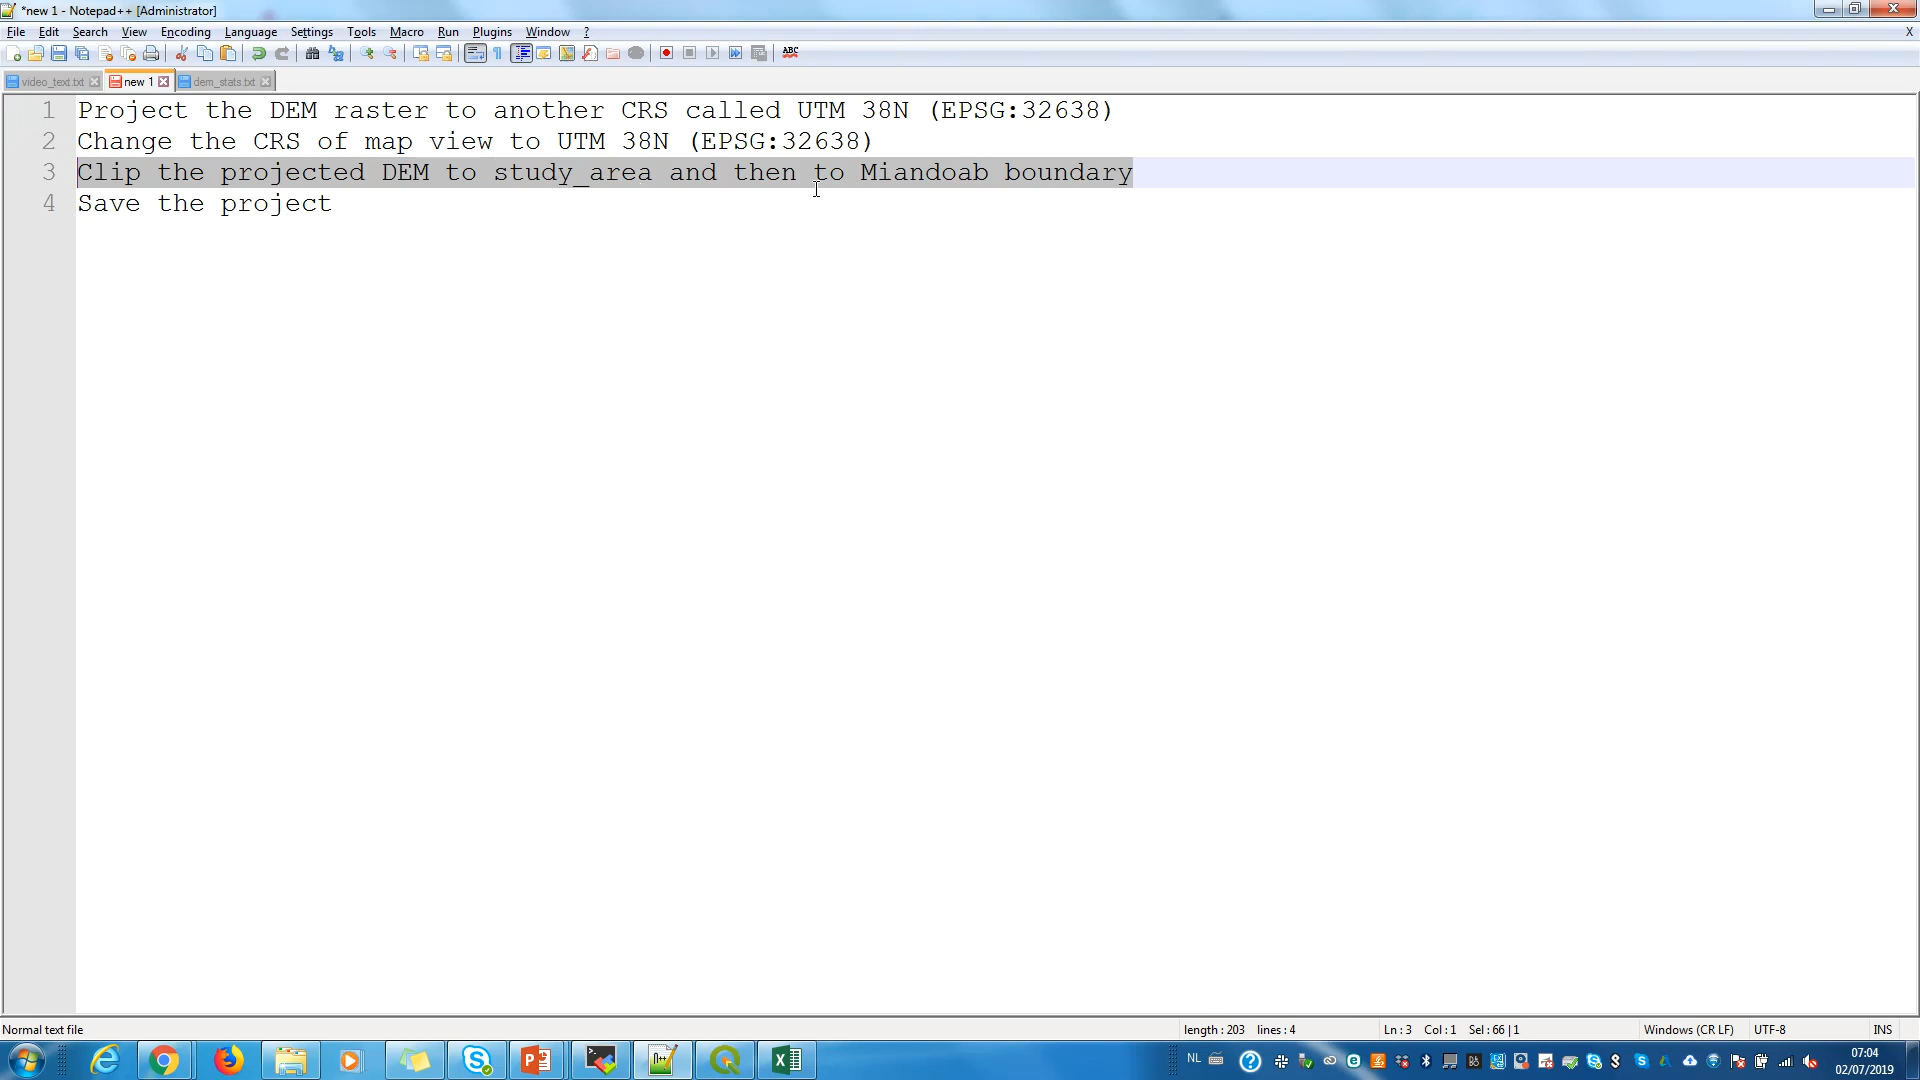 *new 1 - Notepad++ [Administrator]
File Edit Search View Encoding Language Settings Tools Macro Run Plugins Window ? X
ABC
video_text.txt new 1 dem_stats.txt
1 Project the DEM raster to another CRS called UTM 38N (EPSG:32638)
2 Change the CRS of map view to UTM 38N (EPSG:32638)
3 Clip the projected DEM to study_area and then to Miandoab boundary
4 Save the project
Normal text file length : 203 lines : 4 Ln : 3 Col : 1 Sel : 66 | 1 Windows (CR LF) UTF-8 INS
NL 07:04
02/07/2019